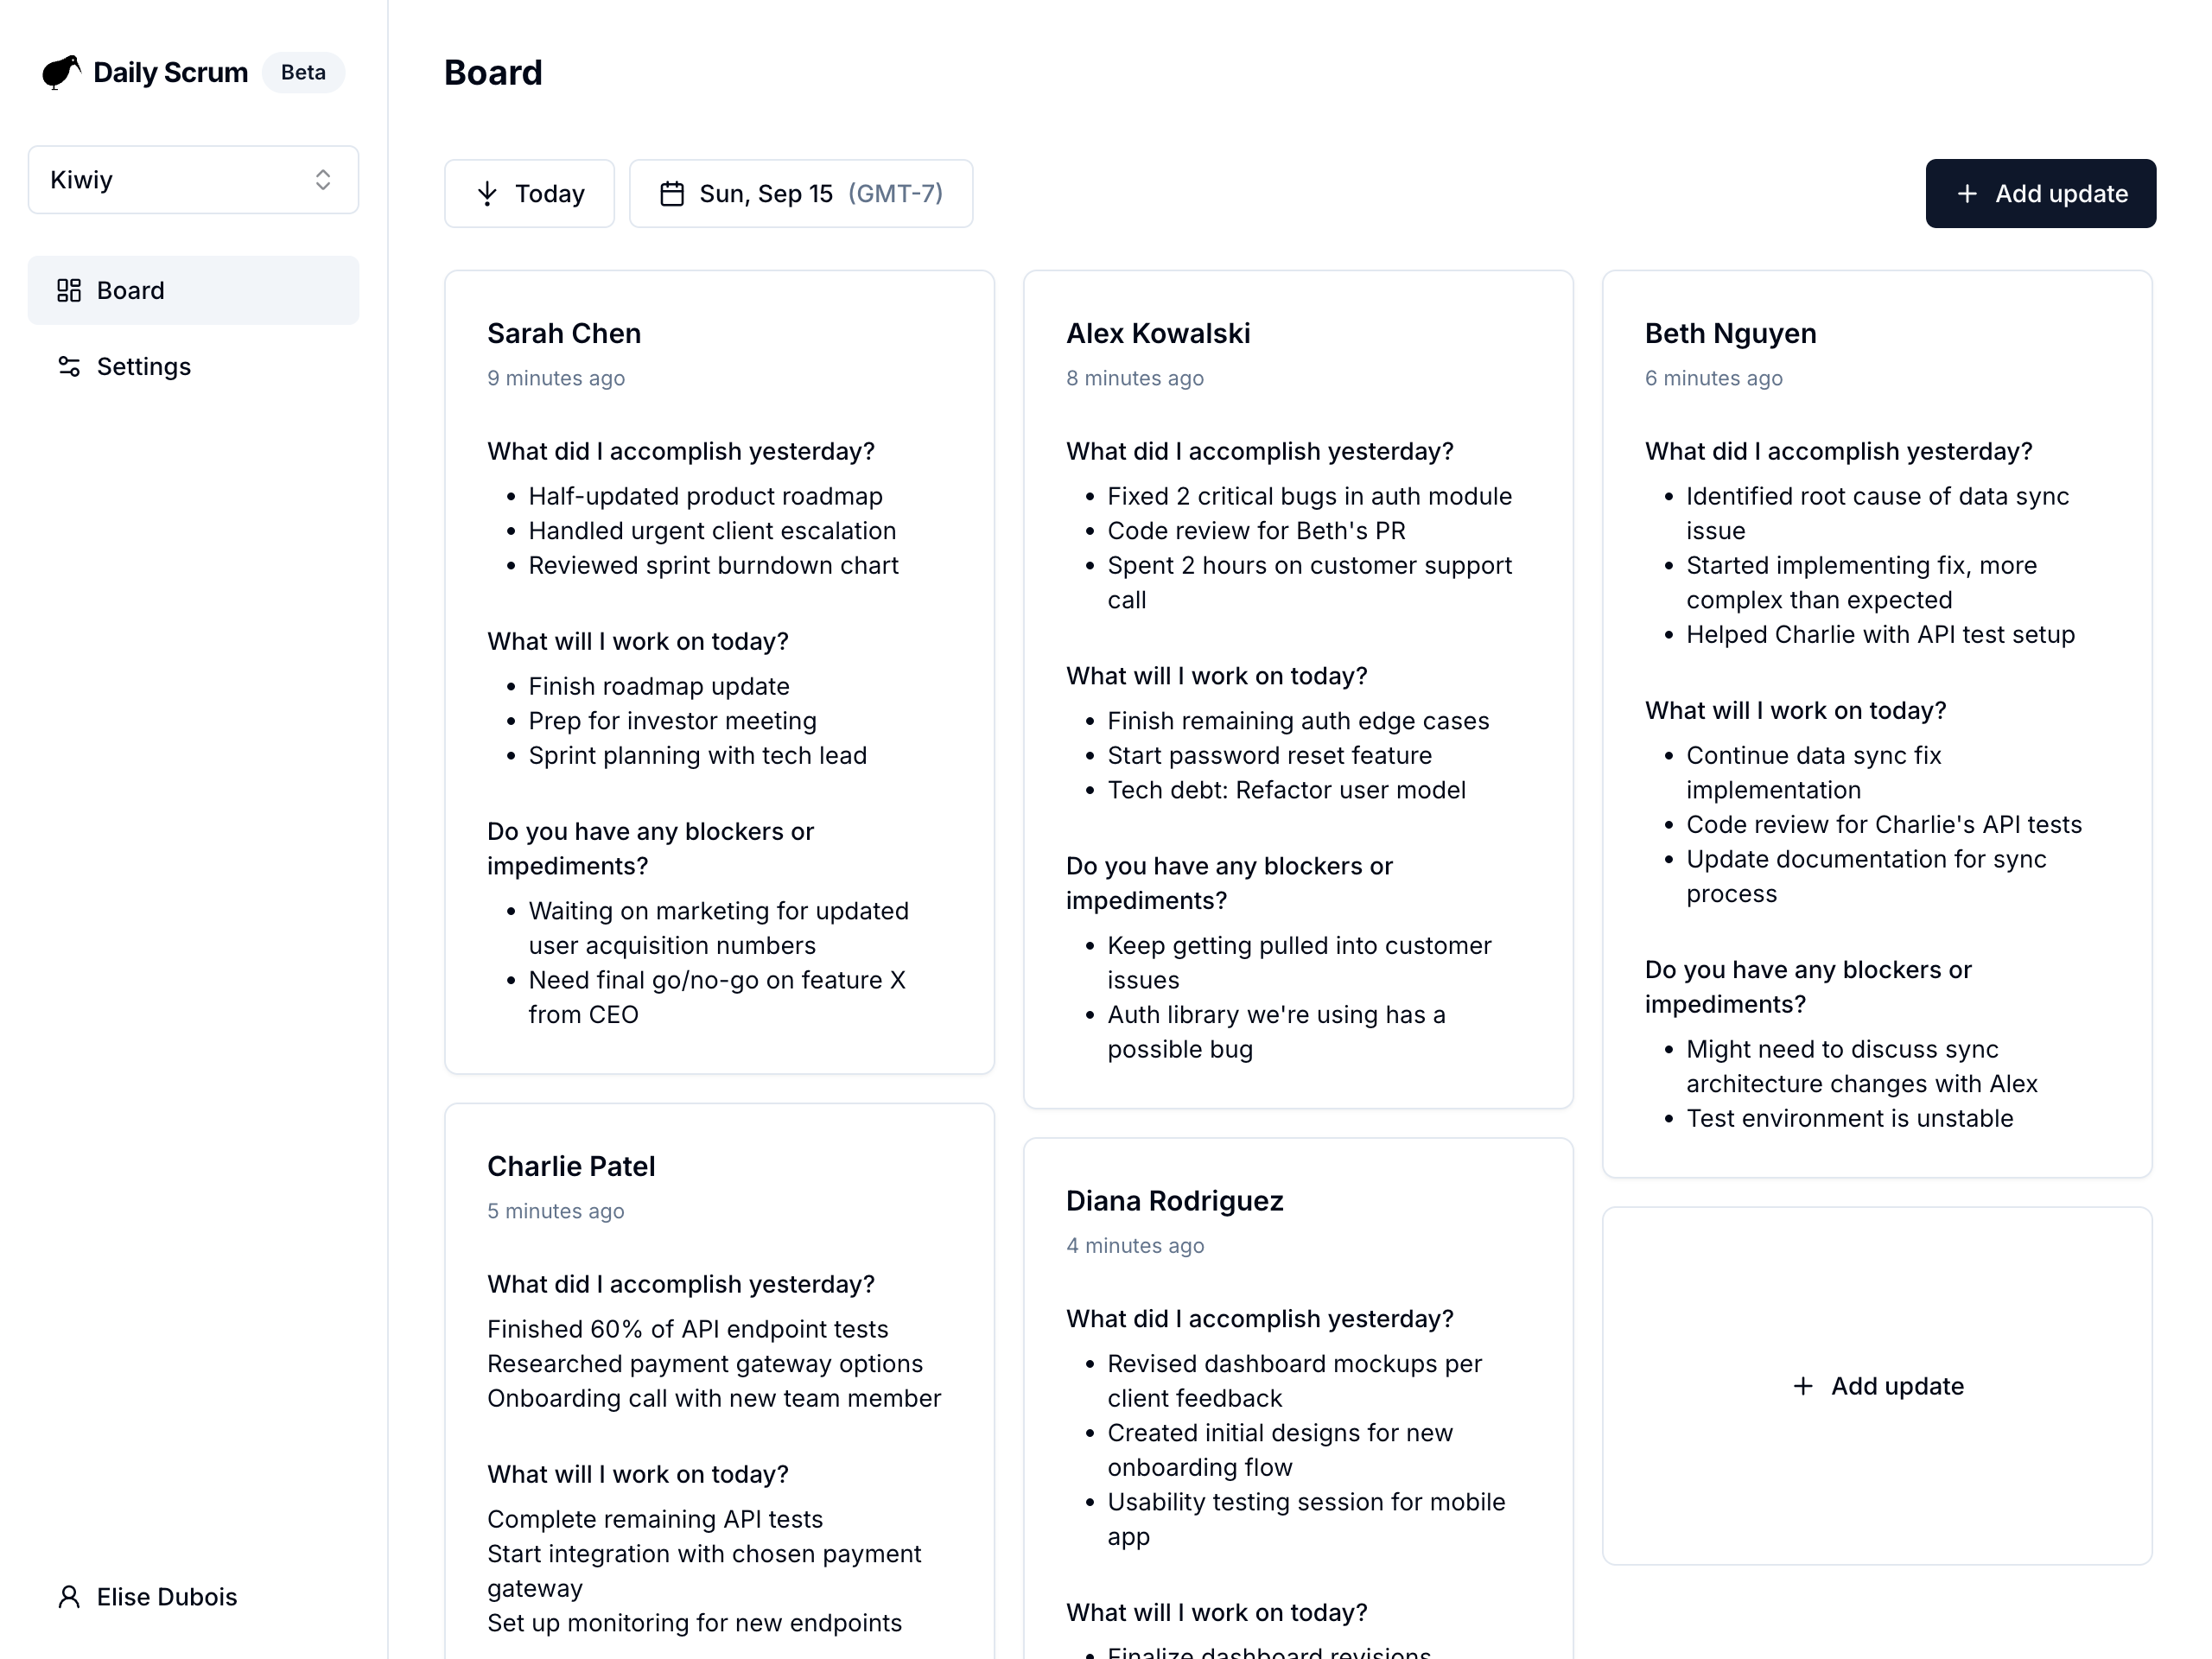 Daily Scrum Beta
Kiwiy
Board
Settings
Elise Dubois
Board
Today
Sun, Sep 15 (GMT-7)
+ Add update
Sarah Chen
9 minutes ago
What did I accomplish yesterday?
• Half-updated product roadmap
• Handled urgent client escalation
• Reviewed sprint burndown chart
What will I work on today?
• Finish roadmap update
• Prep for investor meeting
• Sprint planning with tech lead
Do you have any blockers or
impediments?
• Waiting on marketing for updated
user acquisition numbers
• Need final go/no-go on feature X
from CEO
Alex Kowalski
8 minutes ago
What did I accomplish yesterday?
• Fixed 2 critical bugs in auth module
• Code review for Beth's PR
• Spent 2 hours on customer support
call
What will I work on today?
• Finish remaining auth edge cases
• Start password reset feature
• Tech debt: Refactor user model
Do you have any blockers or
impediments?
• Keep getting pulled into customer
issues
• Auth library we're using has a
possible bug
Beth Nguyen
6 minutes ago
What did I accomplish yesterday?
• Identified root cause of data sync
issue
• Started implementing fix, more
complex than expected
• Helped Charlie with API test setup
What will I work on today?
• Continue data sync fix
implementation
• Code review for Charlie's API tests
• Update documentation for sync
process
Do you have any blockers or
impediments?
• Might need to discuss sync
architecture changes with Alex
• Test environment is unstable
Charlie Patel
5 minutes ago
What did I accomplish yesterday?
Finished 60% of API endpoint tests
Researched payment gateway options
Onboarding call with new team member
What will I work on today?
Complete remaining API tests
Start integration with chosen payment
gateway
Set up monitoring for new endpoints
Diana Rodriguez
4 minutes ago
What did I accomplish yesterday?
• Revised dashboard mockups per
client feedback
• Created initial designs for new
onboarding flow
• Usability testing session for mobile
app
What will I work on today?
• Finalize dashboard revisions
+ Add update